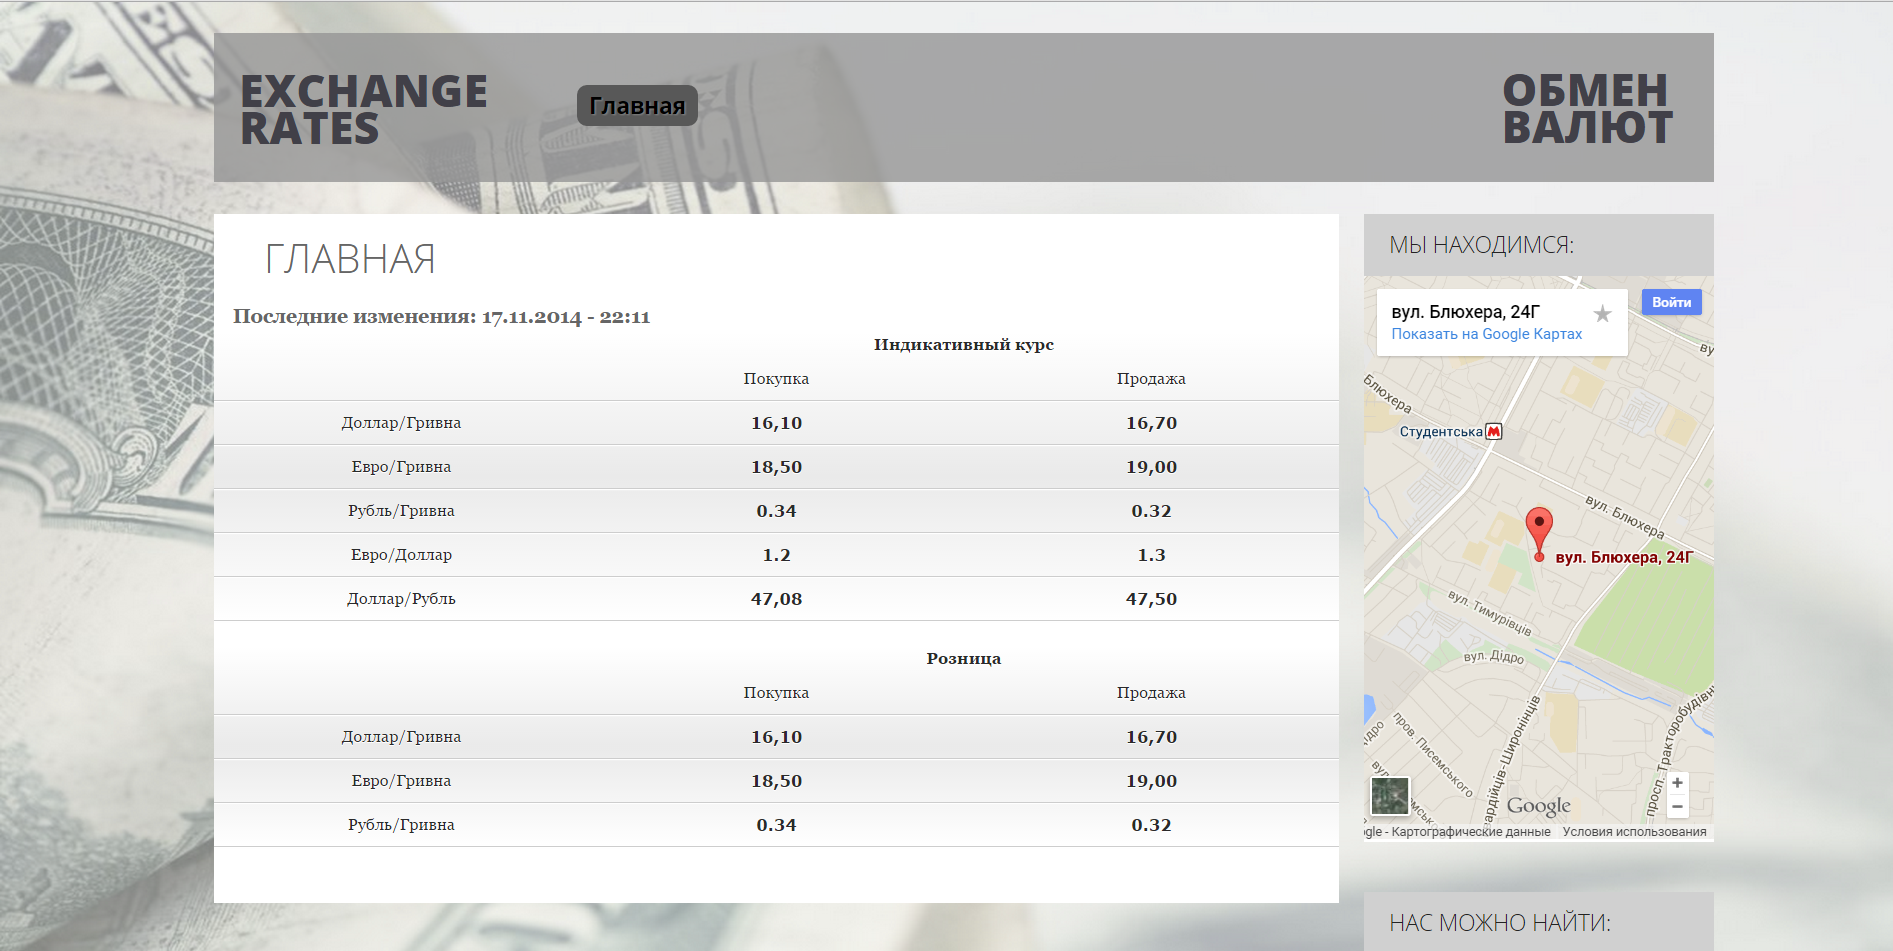 EXCHANGE
RATES
Главная
ОБМЕН
ВАЛЮТ
ГЛАВНАЯ
Последние изменения: 17.11.2014 - 22:11
Индикативный курс
Покупка Продажа
Доллар/Гривна 16,10 16,70
Евро/Гривна 18,50 19,00
Рубль/Гривна 0.34 0.32
Евро/Доллар 1.2 1.3
Доллар/Рубль 47,08 47,50
Розница
Покупка Продажа
Доллар/Гривна 16,10 16,70
Евро/Гривна 18,50 19,00
Рубль/Гривна 0.34 0.32
МЫ НАХОДИМСЯ:
вул. Блюхера, 24Г
Показать на Google Картах
Войти
Блюхера
Студентська
вул. Блюхера
вул. Блюхера, 24Г
вул. Тимурівців
вул. Дідро
пров. Писемського
просп. Тракторобудівн
ардійців-Широнінців
Google
gle - Картографические данные Условия использования
НАС МОЖНО НАЙТИ: